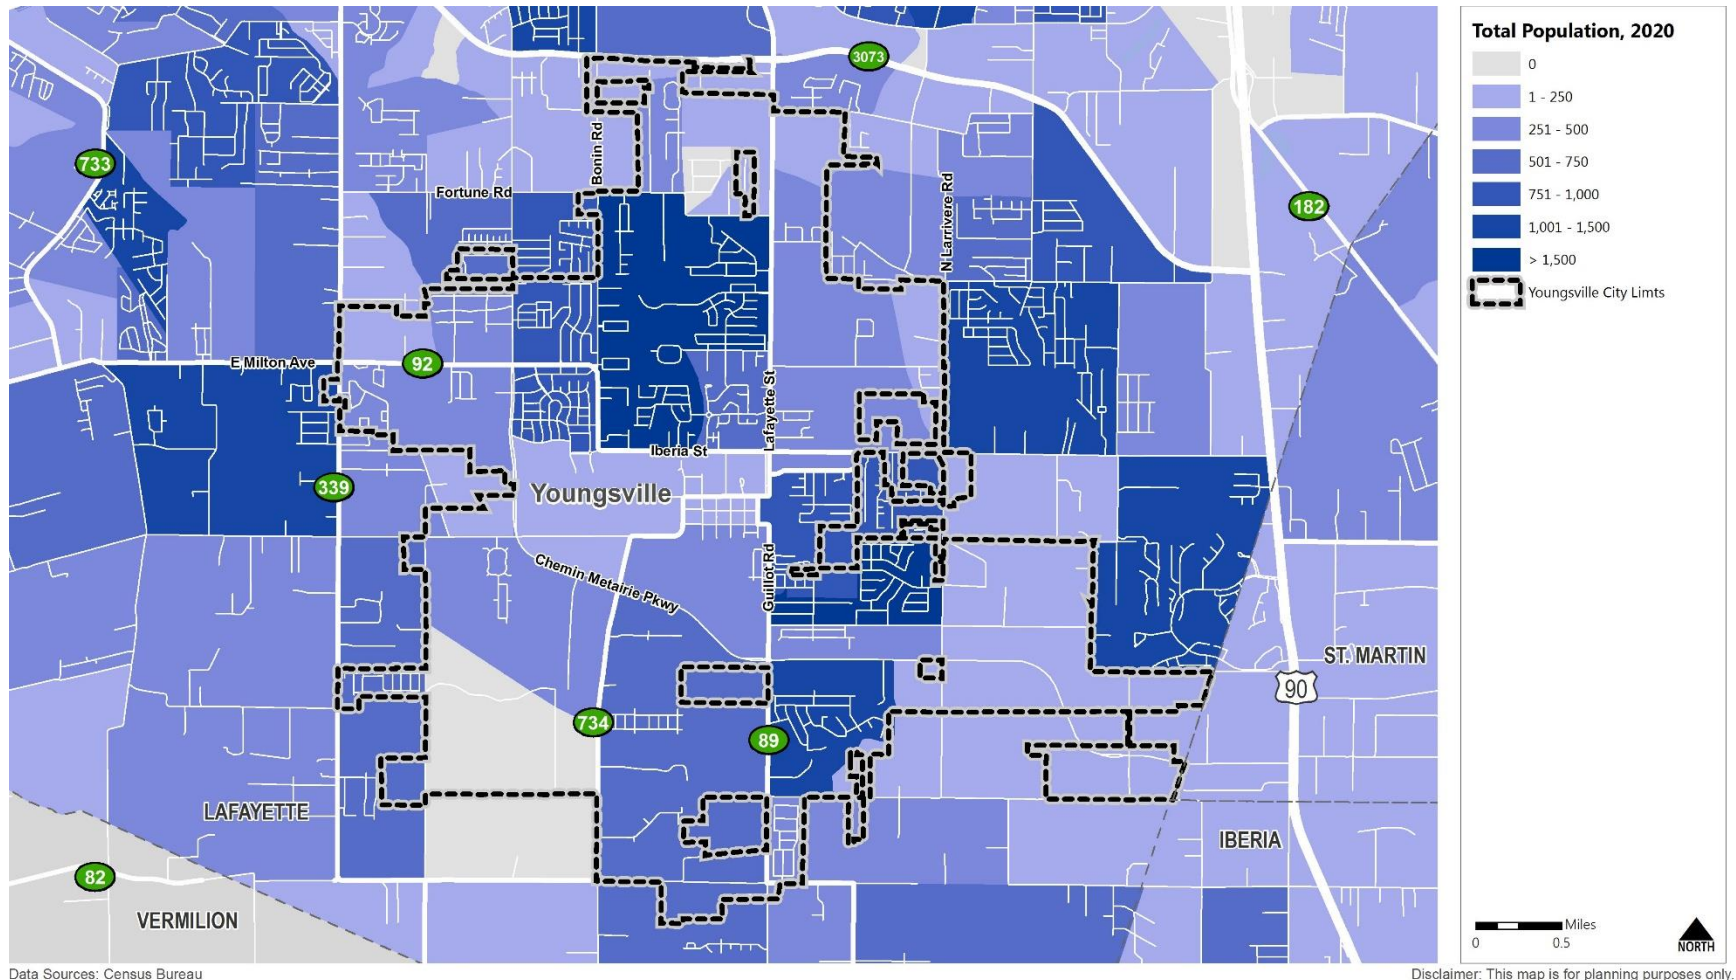 3073
733
Bonin Rd
Fortune Rd
N Larrivere Rd
182
E Milton Ave
92
Lafayette St
Iberia St
339
Youngsville
Chemin Metairie Pkwy
Guillot Rd
ST. MARTIN
90
734
89
LAFAYETTE
IBERIA
82
VERMILION
Total Population, 2020
0
1 - 250
251 - 500
501 - 750
751 - 1,000
1,001 - 1,500
> 1,500
Youngsville City Limts
Miles
0 0.5
NORTH
Data Sources: Census Bureau
Disclaimer: This map is for planning purposes only.